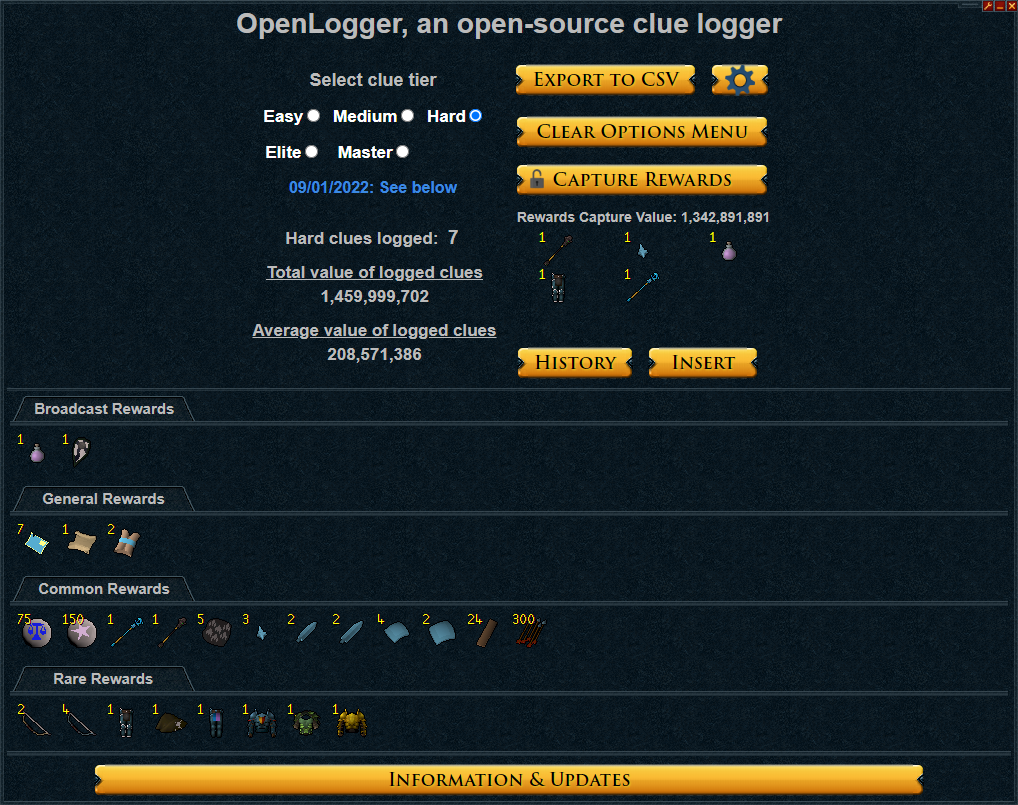 OpenLogger, an open-source clue logger
Select clue tier
Easy Medium Hard
Elite Master
09/01/2022: See below
Hard clues logged: 7
Total value of logged clues
1,459,999,702
Average value of logged clues
208,571,386
Export to CSV
Clear Options Menu
Capture Rewards
Rewards Capture Value: 1,342,891,891
1 1 1
1 1
History Insert
Broadcast Rewards
1 1
General Rewards
7 1 2
Common Rewards
75 150 1 1 5 3 2 2 4 2 24 300
Rare Rewards
2 4 1 1 1 1 1 1
Information & Updates